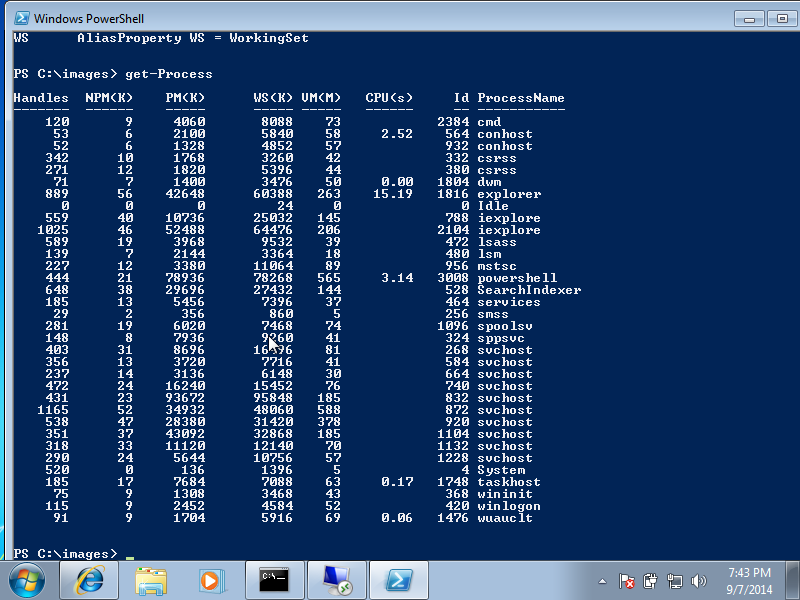 Windows PowerShell
WS      AliasProperty WS = WorkingSet
PS C:\images> get-Process
Handles  NPM(K)    PM(K)      WS(K) VM(M)   CPU(s)     Id ProcessName
-------  ------    -----      ----- -----   ------     -- -----------
120       9     4060       8088    73            2384 cmd
53       6     2100       5840    58     2.52    564 conhost
52       6     1328       4852    57             932 conhost
342      10     1768       3260    42             332 csrss
271      12     1820       5396    44             380 csrss
71       7     1400       3476    50     0.00   1804 dwm
889      56    42648      60388   263    15.19   1816 explorer
0       0        0         24     0               0 Idle
559      40    10736      25032   145             788 iexplore
1025      46    52488      64476   206            2104 iexplore
589      19     3968       9532    39             472 lsass
139       7     2144       3364    18             480 lsm
227      12     3380      11064    89             956 mstsc
444      21    78936      78268   565     3.14   3008 powershell
648      38    29696      27432   144             528 SearchIndexer
185      13     5456       7396    37             464 services
29       2      356        860     5             256 smss
281      19     6020       7468    74            1096 spoolsv
148       8     7936       9260    41             324 sppsvc
403      31     8696                81             268 svchost
356      13     3720       7716    41             584 svchost
237      14     3136       6148    30             664 svchost
472      24    16240      15452    76             740 svchost
431      23    93672      95848   185             832 svchost
1165      52    34932      48060   588             872 svchost
538      47    28380      31420   378             920 svchost
351      37    43092      32868   185            1104 svchost
318      33    11120      12140    70            1132 svchost
290      24     5644      10756    57            1228 svchost
520       0      136       1396     5               4 System
185      17     7684       7088    63     0.17   1748 taskhost
75       9     1308       3468    43             368 wininit
115       9     2452       4584    52             420 winlogon
91       9     1704       5916    69     0.06   1476 wuauclt
PS C:\images> _
C:\_
7:43 PM
9/7/2014